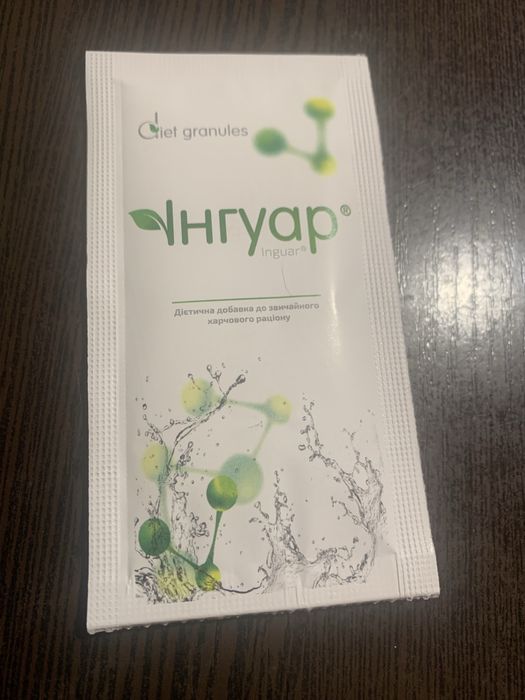 diet granules
Інгуар®
Inguar®
Дієтична добавка до звичайного
харчового раціону